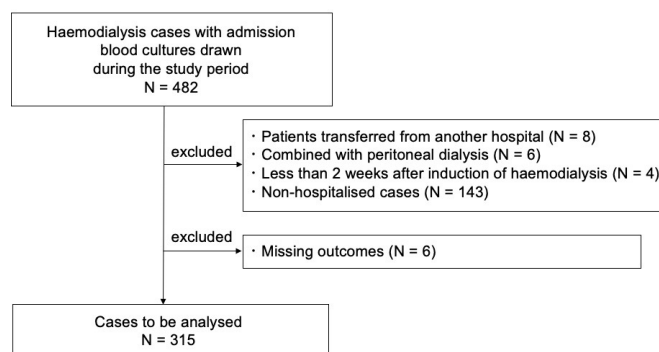 Haemodialysis cases with admission
blood cultures drawn
during the study period
N = 482
excluded
・Patients transferred from another hospital (N = 8)
・Combined with peritoneal dialysis (N = 6)
・Less than 2 weeks after induction of haemodialysis (N = 4)
・Non-hospitalised cases (N = 143)
excluded
・Missing outcomes (N = 6)
Cases to be analysed
N = 315